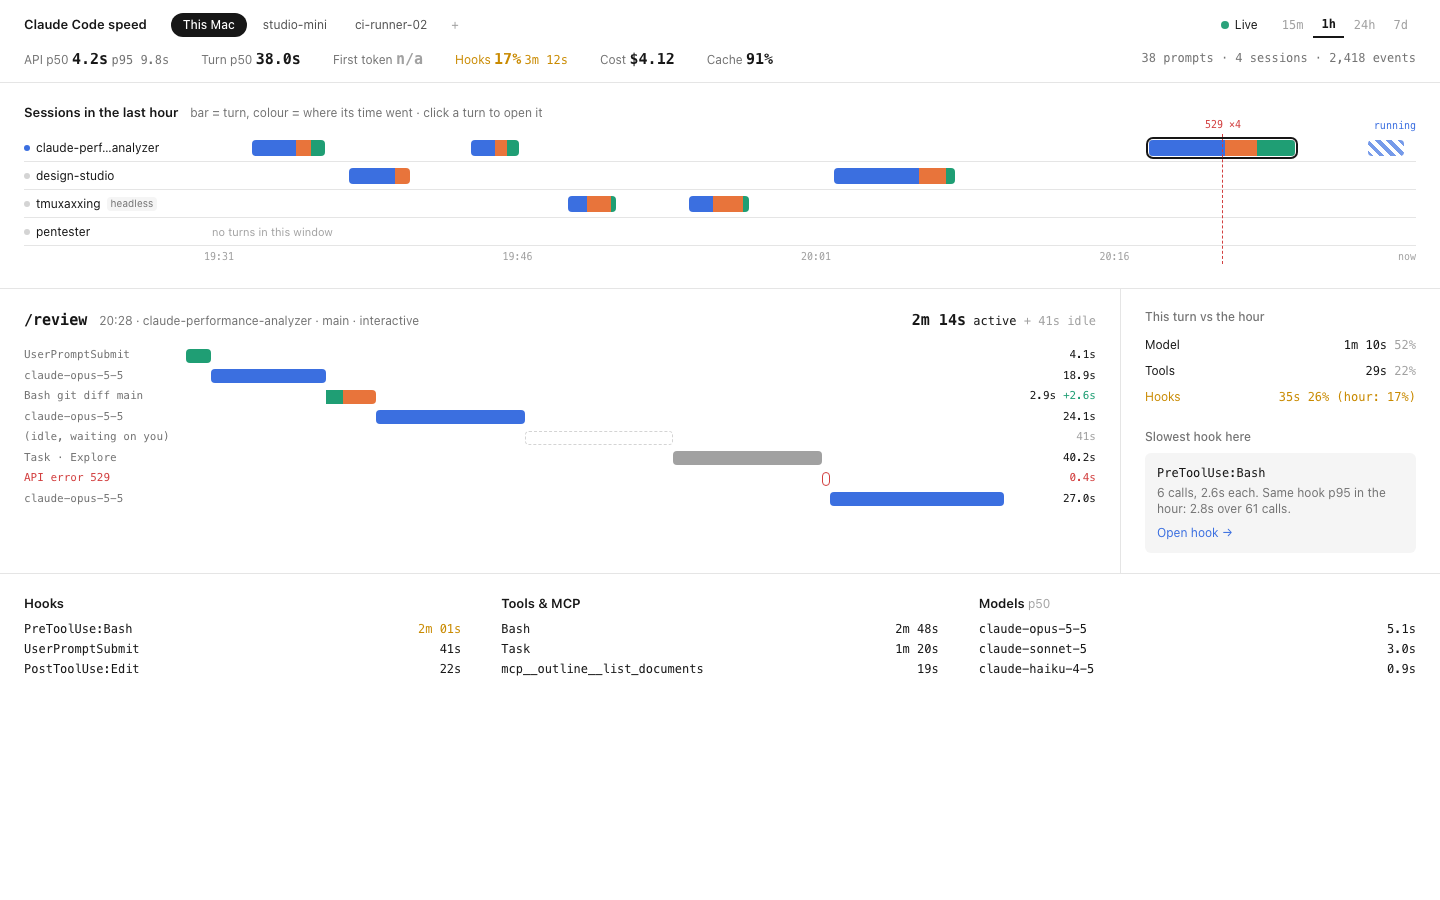 Claude Code speed This Mac studio-mini ci-runner-02 + Live 15m 1h 24h 7d
API p50 4.2s p95 9.8s Turn p50 38.0s First token n/a Hooks 17% 3m 12s Cost $4.12 Cache 91% 38 prompts · 4 sessions · 2,418 events
Sessions in the last hour bar = turn, colour = where its time went · click a turn to open it
529 ×4 running
claude-perf…analyzer
design-studio
tmuxaxxing headless
pentester no turns in this window
19:31 19:46 20:01 20:16 now
/review 20:28 · claude-performance-analyzer · main · interactive 2m 14s active + 41s idle
UserPromptSubmit 4.1s
claude-opus-5-5 18.9s
Bash git diff main 2.9s +2.6s
claude-opus-5-5 24.1s
(idle, waiting on you) 41s
Task · Explore 40.2s
API error 529 0.4s
claude-opus-5-5 27.0s
This turn vs the hour
Model 1m 10s 52%
Tools 29s 22%
Hooks 35s 26% (hour: 17%)
Slowest hook here
PreToolUse:Bash
6 calls, 2.6s each. Same hook p95 in the
hour: 2.8s over 61 calls.
Open hook →
Hooks
PreToolUse:Bash 2m 01s
UserPromptSubmit 41s
PostToolUse:Edit 22s
Tools & MCP
Bash 2m 48s
Task 1m 20s
mcp__outline__list_documents 19s
Models p50
claude-opus-5-5 5.1s
claude-sonnet-5 3.0s
claude-haiku-4-5 0.9s